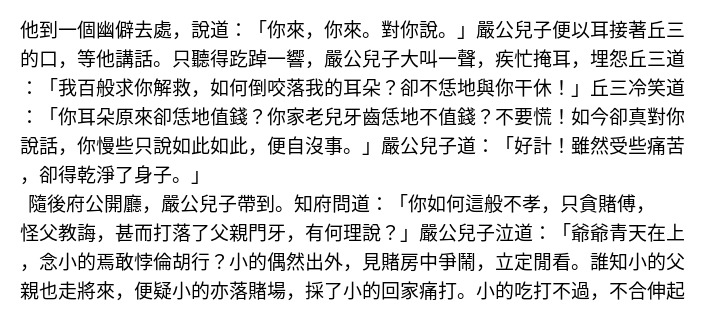 他到一個幽僻去處，說道：「你來，你來。對你說。」嚴公兒子便以耳接著丘三
的口，等他講話。只聽得趷踔一響，嚴公兒子大叫一聲，疾忙掩耳，埋怨丘三道
：「我百般求你解救，如何倒咬落我的耳朵？卻不恁地與你干休！」丘三冷笑道
：「你耳朵原來卻恁地值錢？你家老兒牙齒恁地不值錢？不要慌！如今卻真對你
說話，你慢些只說如此如此，便自沒事。」嚴公兒子道：「好計！雖然受些痛苦
，卻得乾淨了身子。」
隨後府公開廳，嚴公兒子帶到。知府問道：「你如何這般不孝，只貪賭博，
怪父教誨，甚而打落了父親門牙，有何理說？」嚴公兒子泣道：「爺爺青天在上
，念小的焉敢悖倫胡行？小的偶然出外，見賭房中爭鬧，立定閒看。誰知小的父
親也走將來，便疑小的亦落賭場，採了小的回家痛打。小的吃打不過，不合伸起